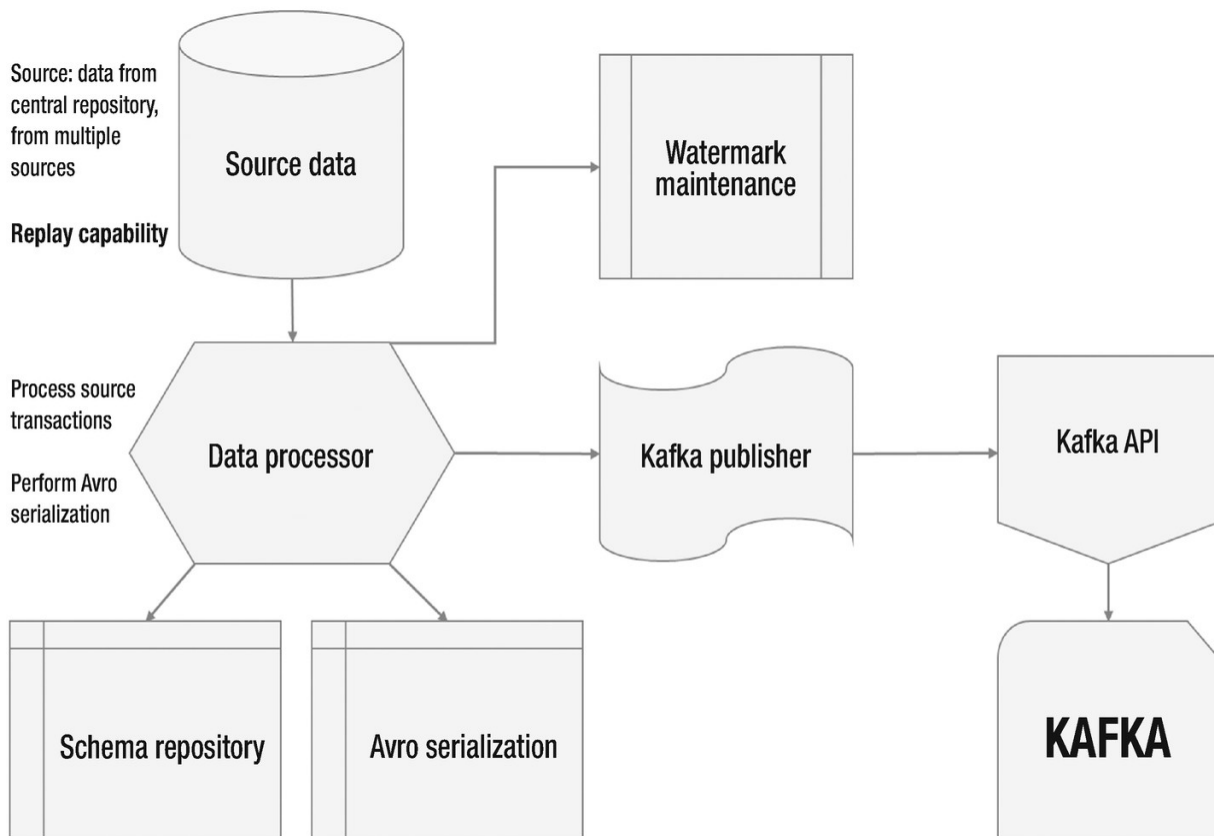 Source: data from
central repository,
from multiple
sources
Replay capability
Source data
Watermark
maintenance
Process source
transactions
Perform Avro
serialization
Data processor
Kafka publisher
Kafka API
Schema repository
Avro serialization
KAFKA